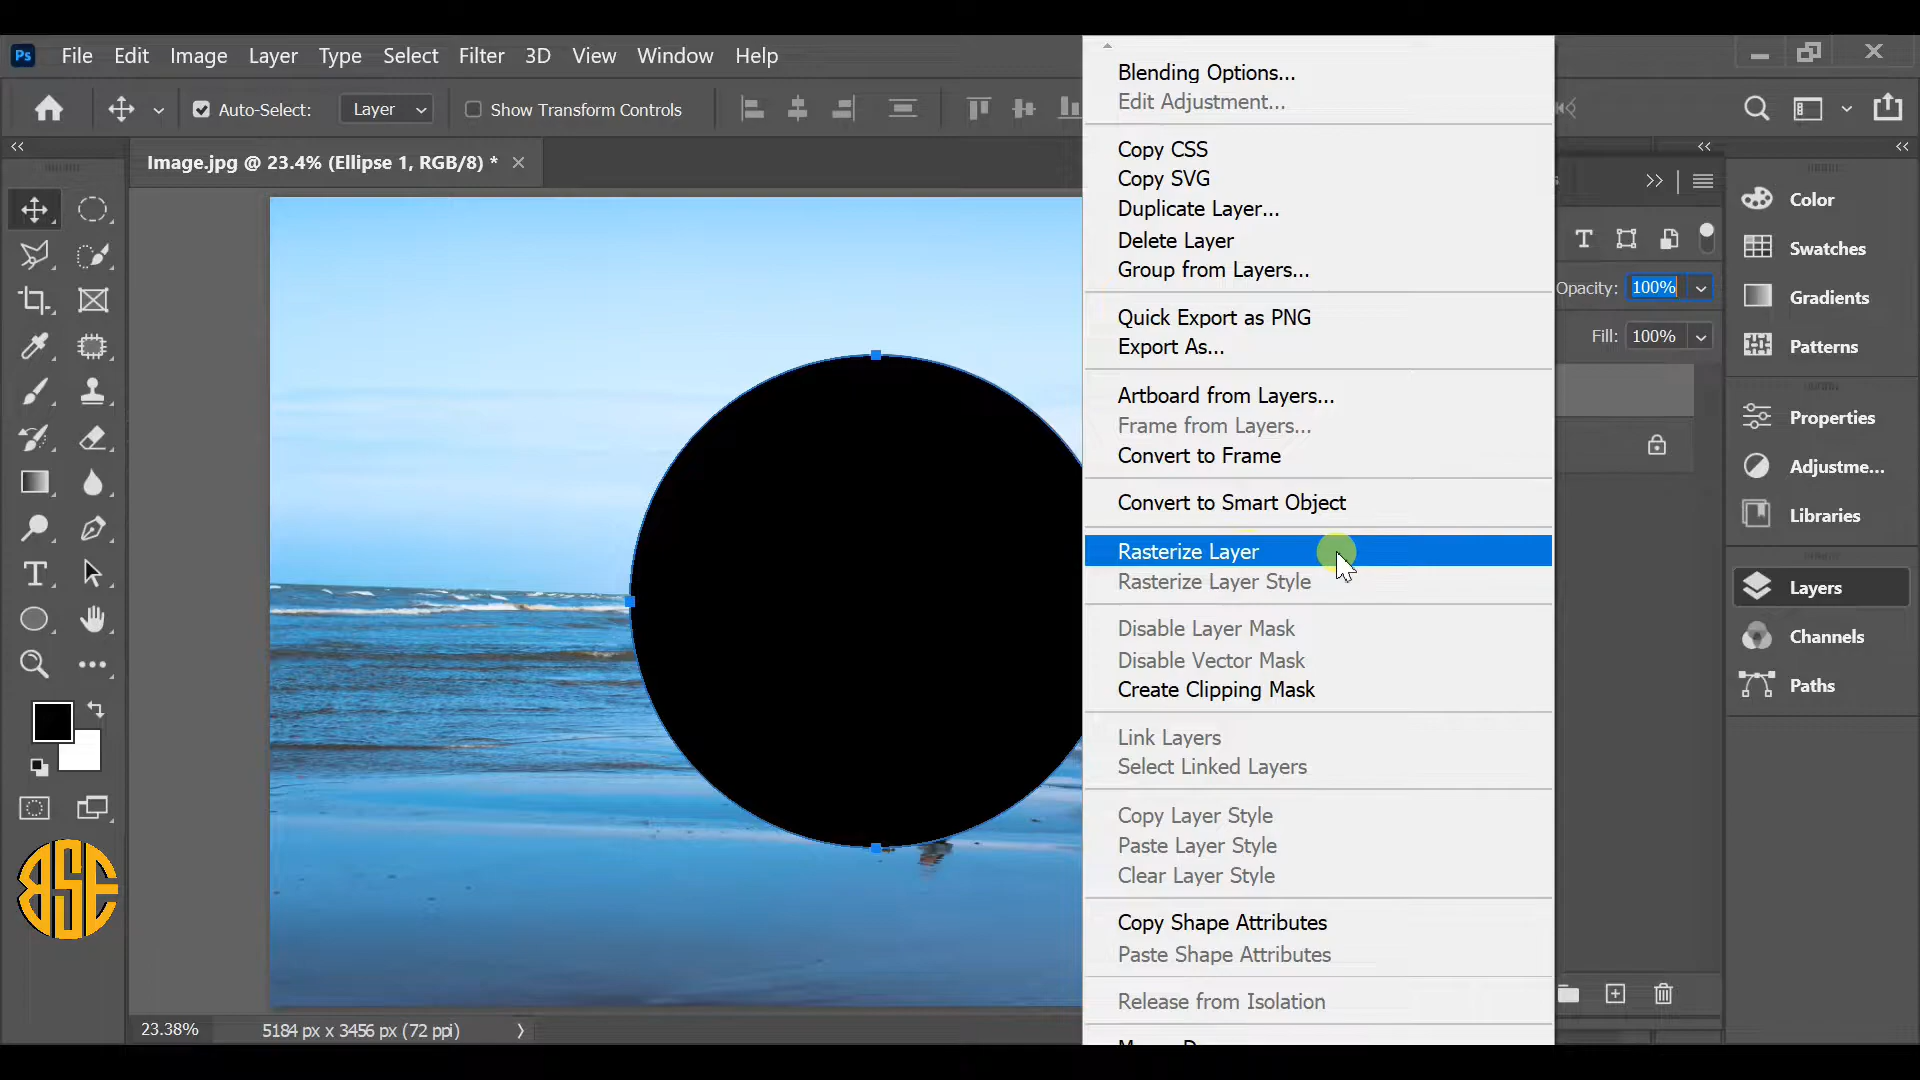 Ps File Edit Image Layer Type Select Filter 3D View Window Help
Auto-Select: Layer Show Transform Controls
Image.jpg @ 23.4% (Ellipse 1, RGB/8) *
Blending Options...
Edit Adjustment...
Copy CSS
Copy SVG
Duplicate Layer...
Delete Layer
Group from Layers...
Quick Export as PNG
Export As...
Artboard from Layers...
Frame from Layers...
Convert to Frame
Convert to Smart Object
Rasterize Layer
Rasterize Layer Style
Disable Layer Mask
Disable Vector Mask
Create Clipping Mask
Link Layers
Select Linked Layers
Copy Layer Style
Paste Layer Style
Clear Layer Style
Copy Shape Attributes
Paste Shape Attributes
Release from Isolation
Opacity: 100%
Fill: 100%
Color
Swatches
Gradients
Patterns
Properties
Adjustme...
Libraries
Layers
Channels
Paths
BSE
23.38% 5184 px x 3456 px (72 ppi)